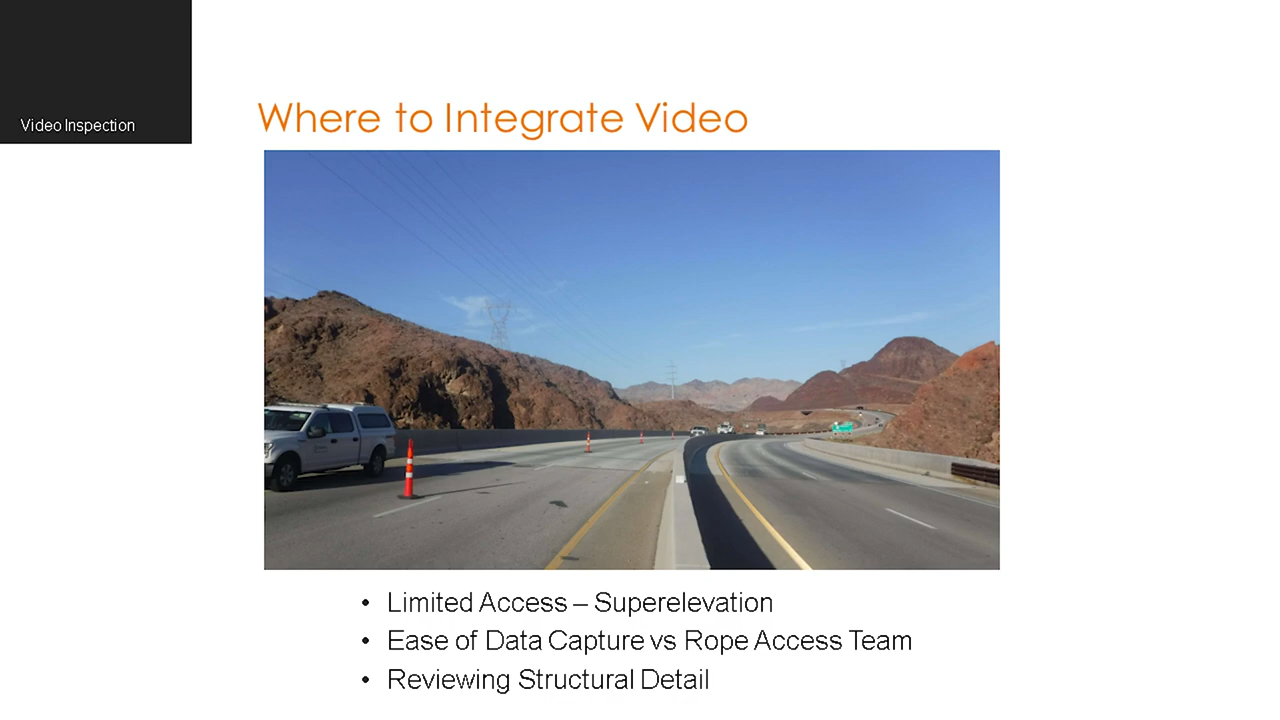 Video Inspection
Where to Integrate Video
• Limited Access – Superelevation
• Ease of Data Capture vs Rope Access Team
• Reviewing Structural Detail